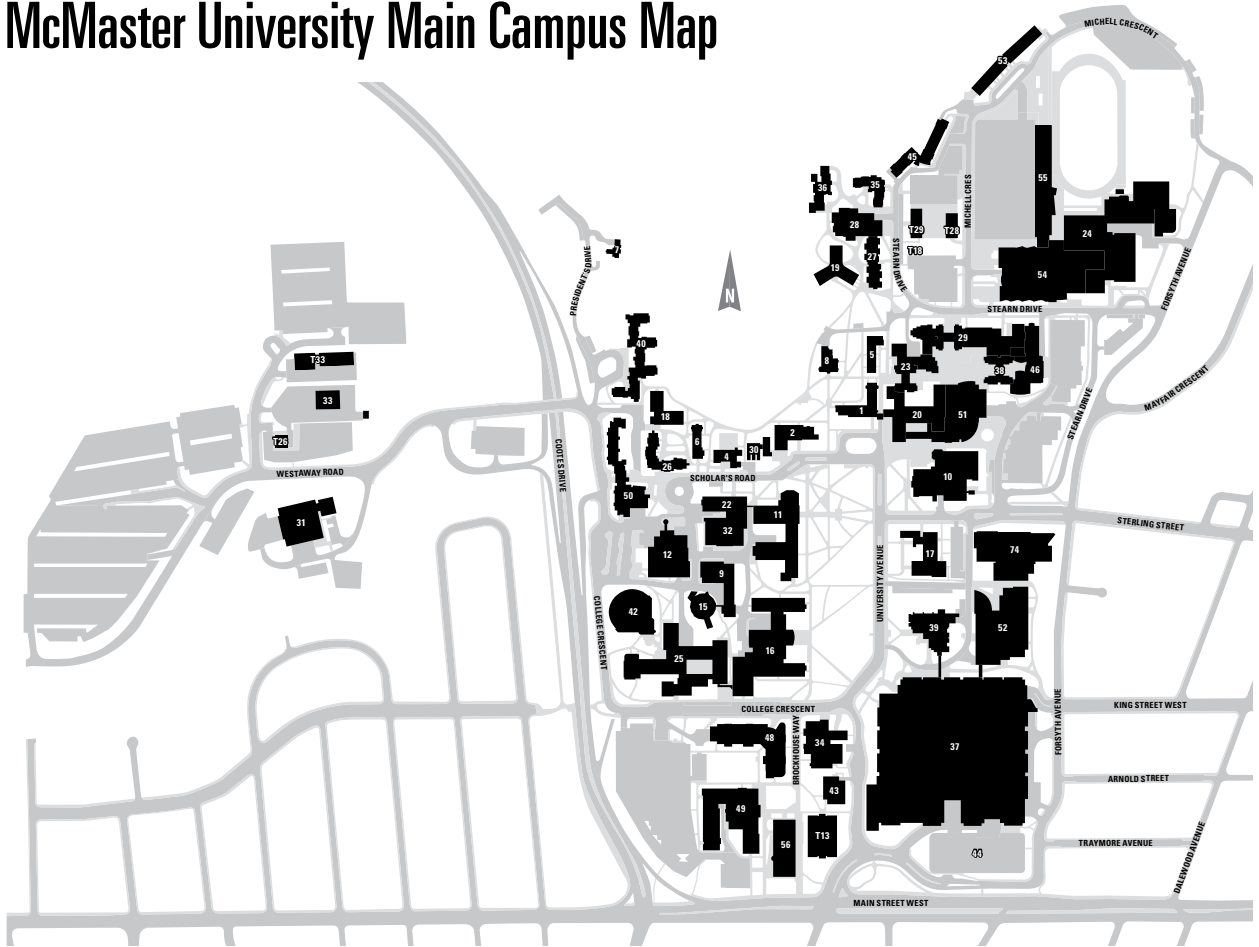 McMaster University Main Campus Map
MICHELL CRESCENT
53
45
55
36
35
MICHELL CRES
28
T29
T28
24
T18
7
27
19
STEARN DRIVE
54
PRESIDENT'S DRIVE
FORSYTH AVENUE
N
STEARN DRIVE
29
40
T33
8
5
23
38
46
MAYFAIR CRESCENT
33
18
1
20
51
STEARN DRIVE
T26
6
2
4
30
26
COOTES DRIVE
WESTAWAY ROAD
SCHOLAR'S ROAD
10
50
22
11
31
32
STERLING STREET
12
17
74
9
UNIVERSITY AVENUE
42
15
39
52
COLLEGE CRESCENT
16
25
COLLEGE CRESCENT
KING STREET WEST
FORSYTH AVENUE
48
BROCKHOUSE WAY
34
37
ARNOLD STREET
43
49
T13
56
TRAYMORE AVENUE
44
DALEWOOD AVENUE
MAIN STREET WEST